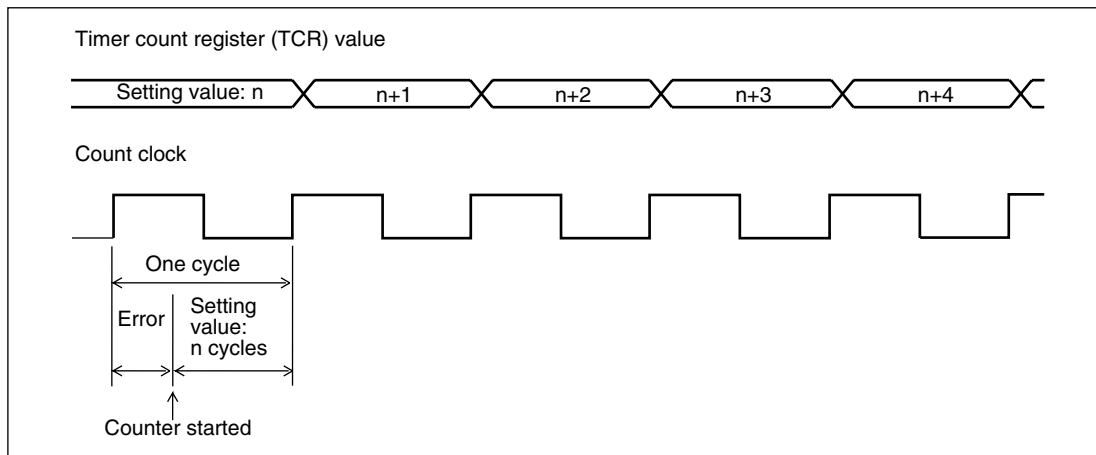 Timer count register (TCR) value
Setting value: n
n+1
n+2
n+3
n+4
Count clock
One cycle
Error
Setting
value:
n cycles
Counter started